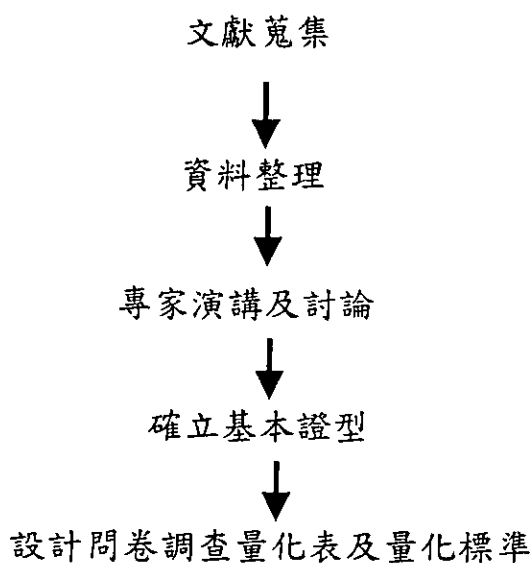 文獻蒐集
資料整理
專家演講及討論
確立基本證型
設計問卷調查量化表及量化標準